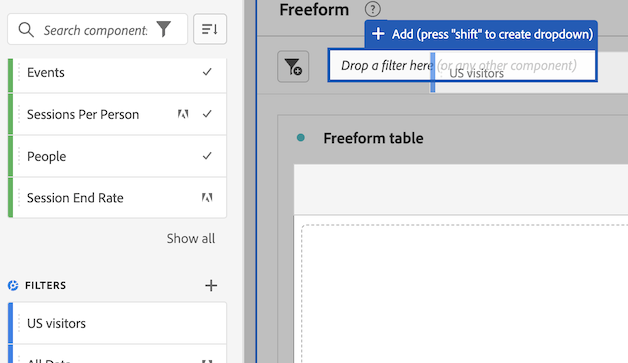 Search component
Events
Sessions Per Person
People
Session End Rate
Show all
FILTERS
US visitors
All Data
Freeform
?
Add (press "shift" to create dropdown)
Drop a filter here (or any other component)
US visitors
Freeform table